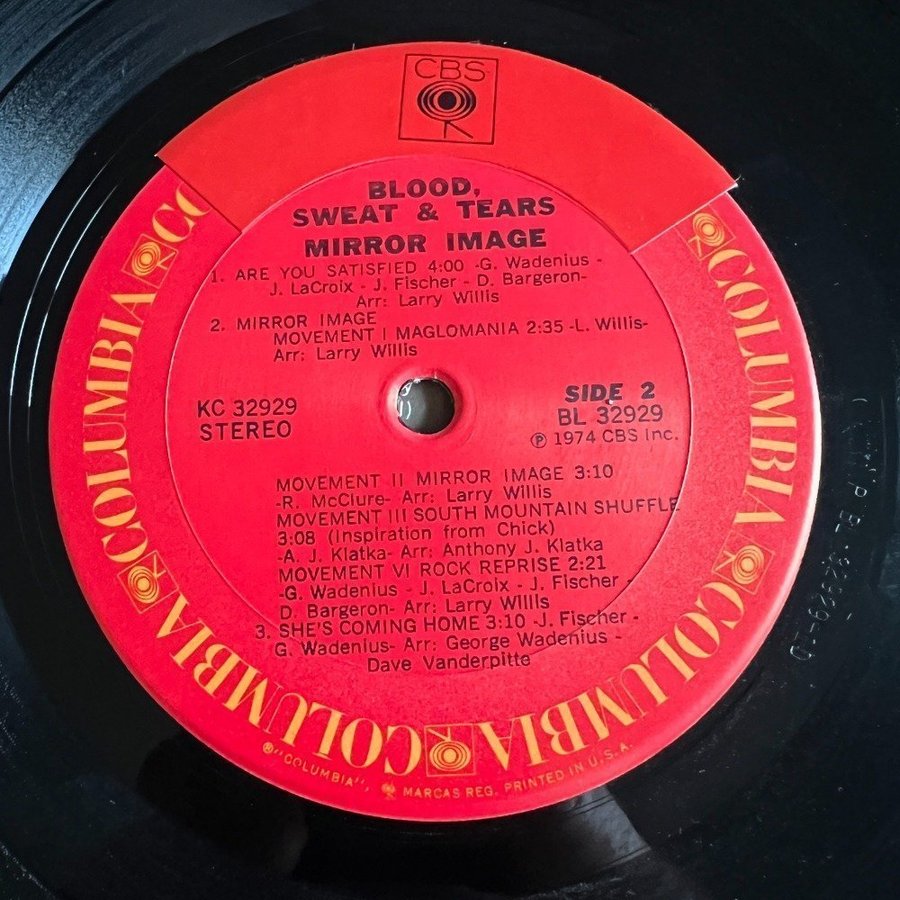 CBS
BLOOD,
SWEAT & TEARS
MIRROR IMAGE
1. ARE YOU SATISFIED 4:00 -G. Wadenius -
J. LaCroix - J. Fischer - D. Bargeron-
Arr: Larry Willis
2. MIRROR IMAGE
MOVEMENT I MAGLOMANIA 2:35 -L. Willis-
Arr: Larry Willis
KC 32929
STEREO
SIDE 2
BL 32929
Ⓟ 1974 CBS Inc.
MOVEMENT II MIRROR IMAGE 3:10
-R. McClure- Arr: Larry Willis
MOVEMENT III SOUTH MOUNTAIN SHUFFLE
3:08 (Inspiration from Chick)
-A. J. Klatka- Arr: Anthony J. Klatka
MOVEMENT VI ROCK REPRISE 2:21
-G. Wadenius - J. LaCroix - J. Fischer -
D. Bargeron- Arr: Larry Willis
3. SHE'S COMING HOME 3:10 -J. Fischer -
G. Wadenius- Arr: George Wadenius -
Dave Vanderpitte
CO
COLUMBIA
COLUMBIA
COLUMBIA
COLUMBIA
COLUMBIA
®"COLUMBIA", MARCAS REG. PRINTED IN U.S.A.